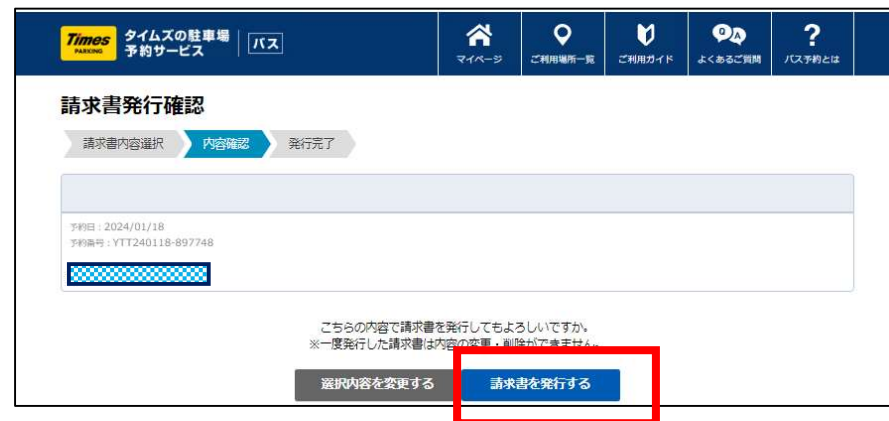 Times
PARKING
タイムズの駐車場
予約サービス
バス
マイページ
ご利用場所一覧
ご利用ガイド
Q A
よくあるご質問
?
バス予約とは
請求書発行確認
請求書内容選択
内容確認
発行完了
予約日：2024/01/18
予約番号：YTT240118-897748
こちらの内容で請求書を発行してもよろしいですか。
※一度発行した請求書は内容の変更・削除ができません。
選択内容を変更する
請求書を発行する